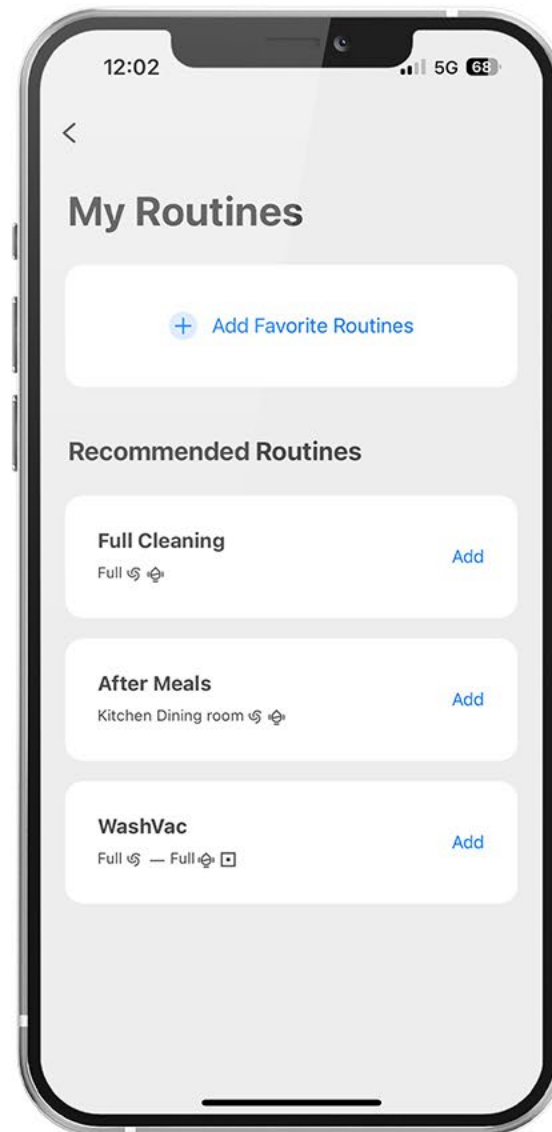 12:02
5G 68
My Routines
+ Add Favorite Routines
Recommended Routines
Full Cleaning
Full
Add
After Meals
Kitchen Dining room
Add
WashVac
Full — Full
Add